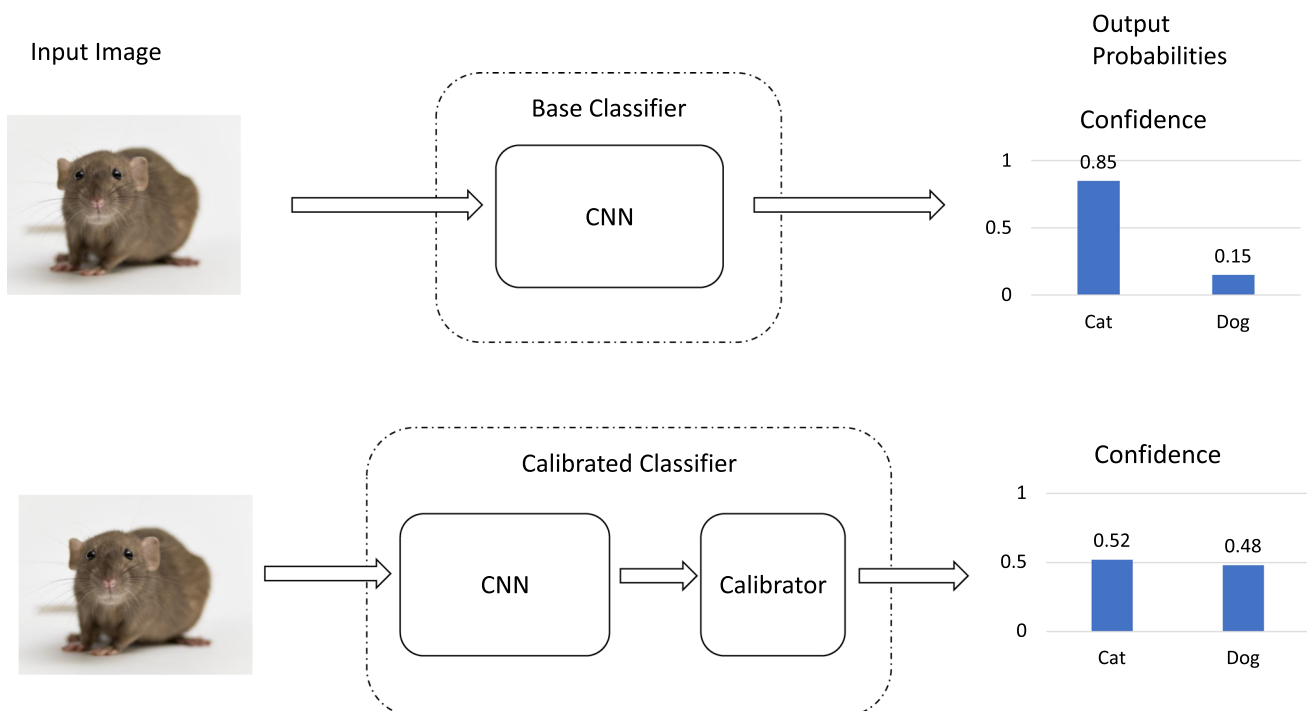 Input Image
Output
Probabilities
Base Classifier
CNN
Confidence
1
0.85
0.5
0.15
0
Cat
Dog
Calibrated Classifier
CNN
Calibrator
Confidence
1
0.52
0.48
0.5
0
Cat
Dog